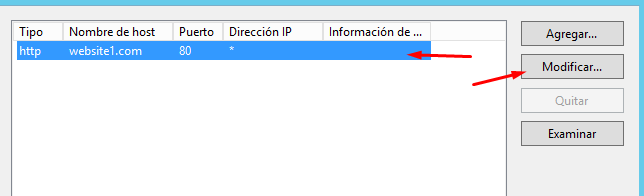 Tipo Nombre de host Puerto Dirección IP Información de ...
http website1.com 80 *
Agregar...
Modificar...
Quitar
Examinar